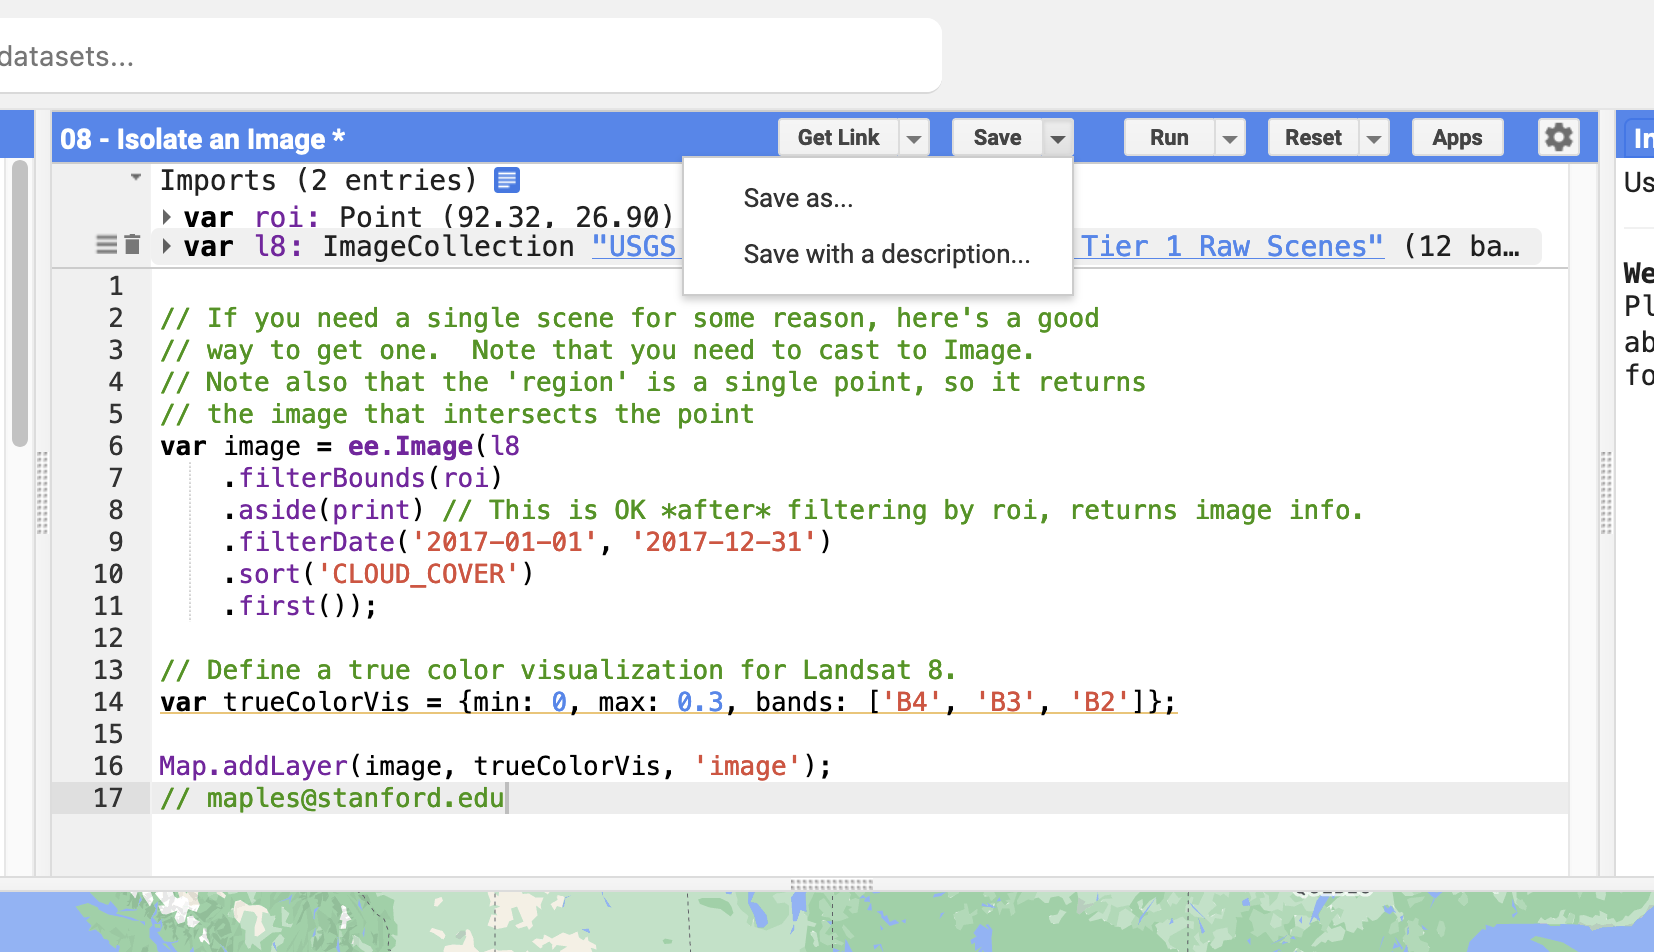 datasets...
08 - Isolate an Image *
Get Link
Save
Run
Reset
Apps
Save as...
Save with a description...
Imports (2 entries)
var roi: Point (92.32, 26.90)
var l8: ImageCollection "USGS Tier 1 Raw Scenes" (12 ba…
1
2 // If you need a single scene for some reason, here's a good
3 // way to get one.  Note that you need to cast to Image.
4 // Note also that the 'region' is a single point, so it returns
5 // the image that intersects the point
6 var image = ee.Image(l8
7 .filterBounds(roi)
8 .aside(print) // This is OK *after* filtering by roi, returns image info.
9 .filterDate('2017-01-01', '2017-12-31')
10 .sort('CLOUD_COVER')
11 .first());
12
13 // Define a true color visualization for Landsat 8.
14 var trueColorVis = {min: 0, max: 0.3, bands: ['B4', 'B3', 'B2']};
15
16 Map.addLayer(image, trueColorVis, 'image');
17 // maples@stanford.edu
In
Us
We
Pl
ab
fo